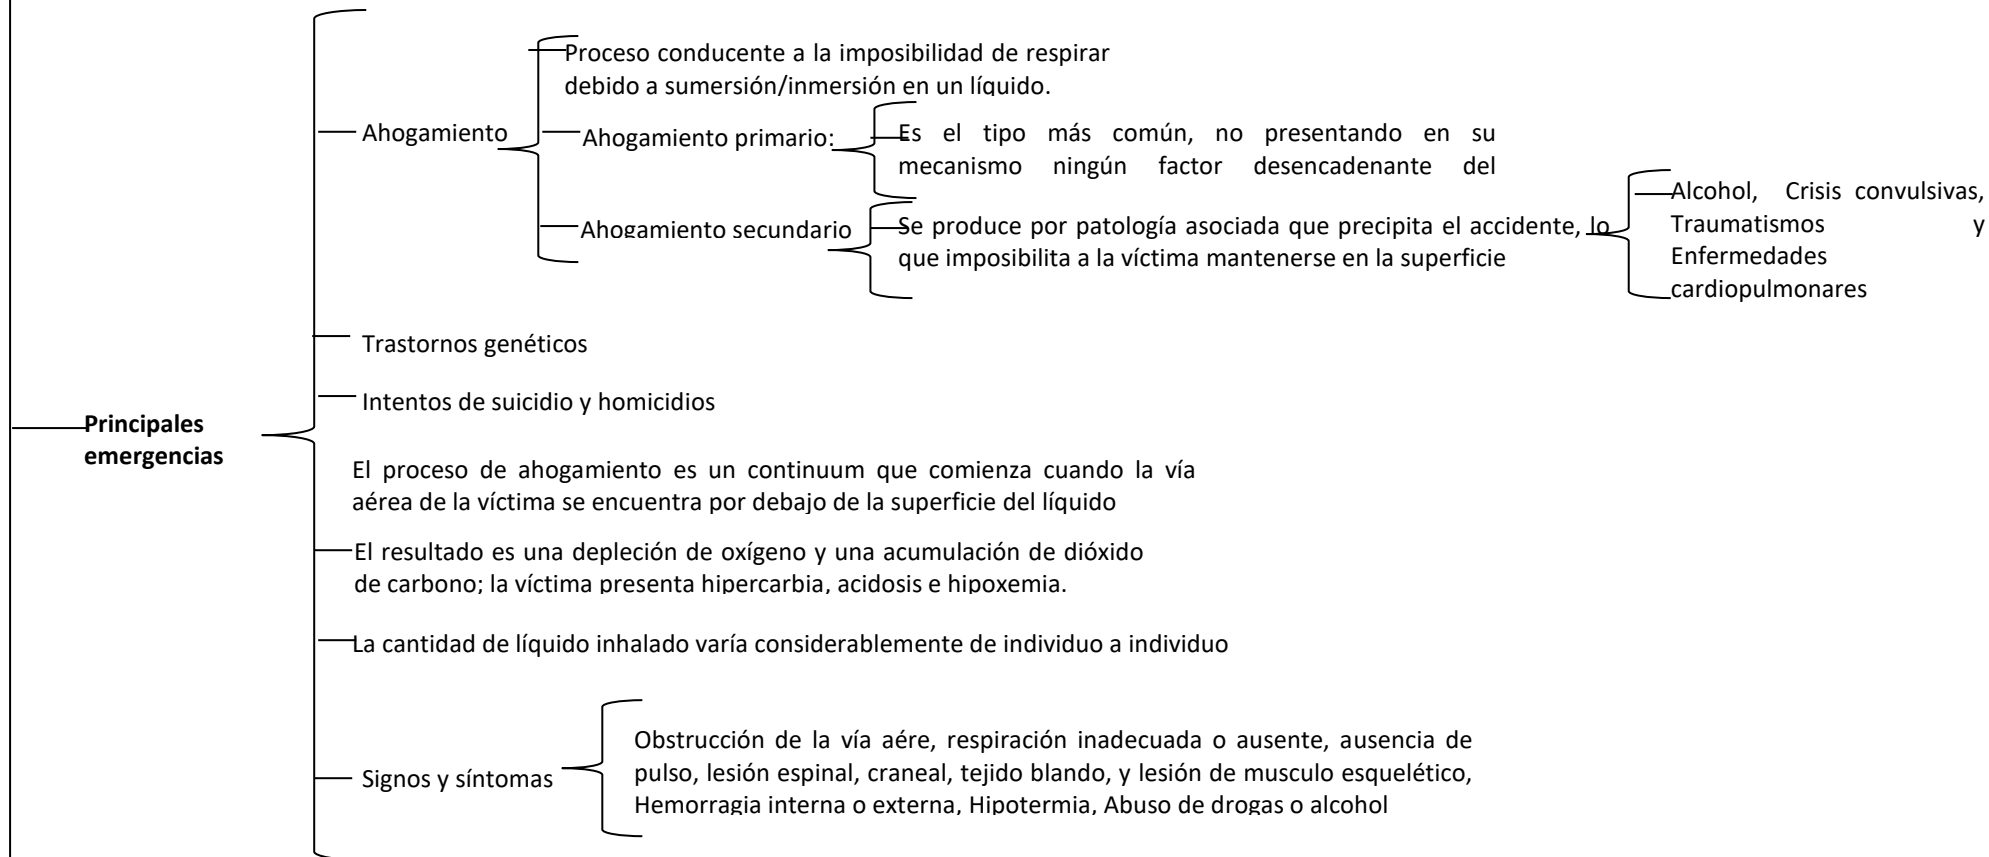 Proceso conducente a la imposibilidad de respirar
debido a sumersión/inmersión en un líquido.
Ahogamiento
Ahogamiento primario:
Es el tipo más común, no presentando en su
mecanismo ningún factor desencadenante del
Ahogamiento secundario
Se produce por patología asociada que precipita el accidente, lo
que imposibilita a la víctima mantenerse en la superficie
Alcohol, Crisis convulsivas,
Traumatismos y
Enfermedades
cardiopulmonares
Trastornos genéticos
Intentos de suicidio y homicidios
Principales
emergencias
El proceso de ahogamiento es un continuum que comienza cuando la vía
aérea de la víctima se encuentra por debajo de la superficie del líquido
El resultado es una depleción de oxígeno y una acumulación de dióxido
de carbono; la víctima presenta hipercarbia, acidosis e hipoxemia.
La cantidad de líquido inhalado varía considerablemente de individuo a individuo
Signos y síntomas
Obstrucción de la vía aére, respiración inadecuada o ausente, ausencia de
pulso, lesión espinal, craneal, tejido blando, y lesión de musculo esquelético,
Hemorragia interna o externa, Hipotermia, Abuso de drogas o alcohol